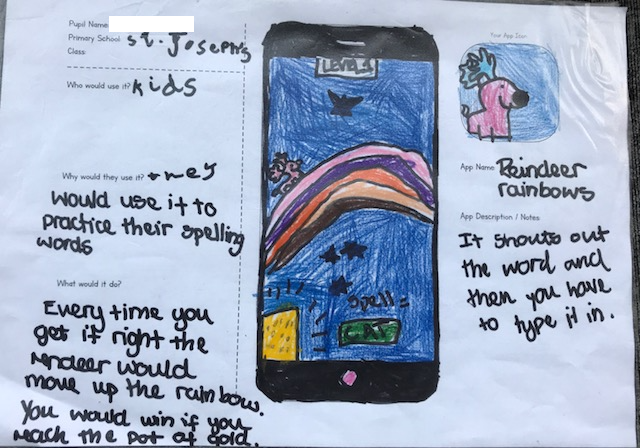 Pupil Name:
Primary School: St. Joseph's
Class:
Who would use it? kids
Why would they use it? they
would use it to
practice their spelling
words
What would it do?
Every time you
get it right the
reindeer would
move up the rainbow.
You would win if you
reach the pot of gold.
LEVEL 1
Spell =
AT
Your App Icon:
App Name Reindeer
rainbows
App Description / Notes
It shouts out
the word and
then you have
to type it in.